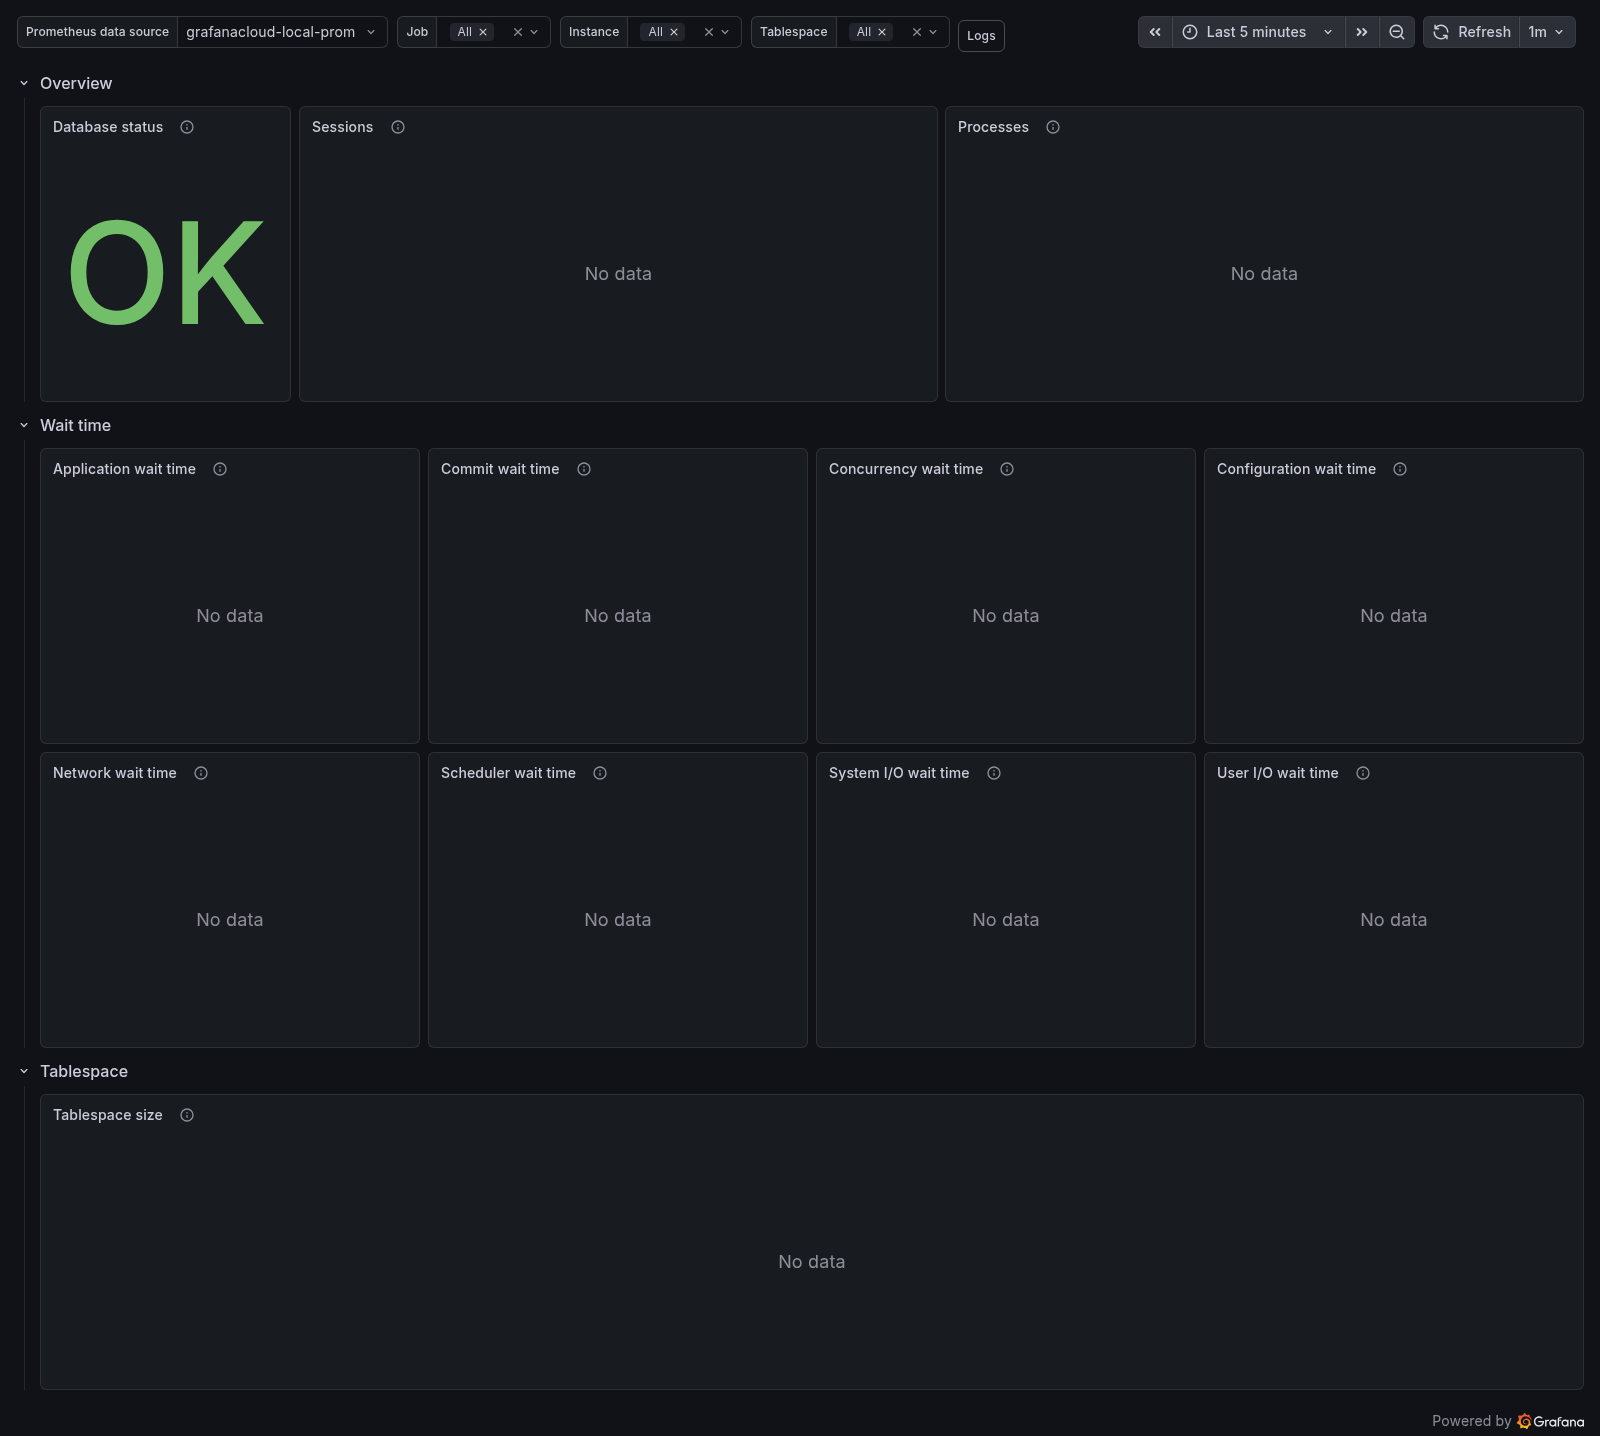 Prometheus data source grafanacloud-local-prom Job All Instance All Tablespace All Logs Last 5 minutes Refresh 1m
Overview
Database status Sessions Processes
OK No data No data
Wait time
Application wait time Commit wait time Concurrency wait time Configuration wait time
No data No data No data No data
Network wait time Scheduler wait time System I/O wait time User I/O wait time
No data No data No data No data
Tablespace
Tablespace size
No data
Powered by Grafana